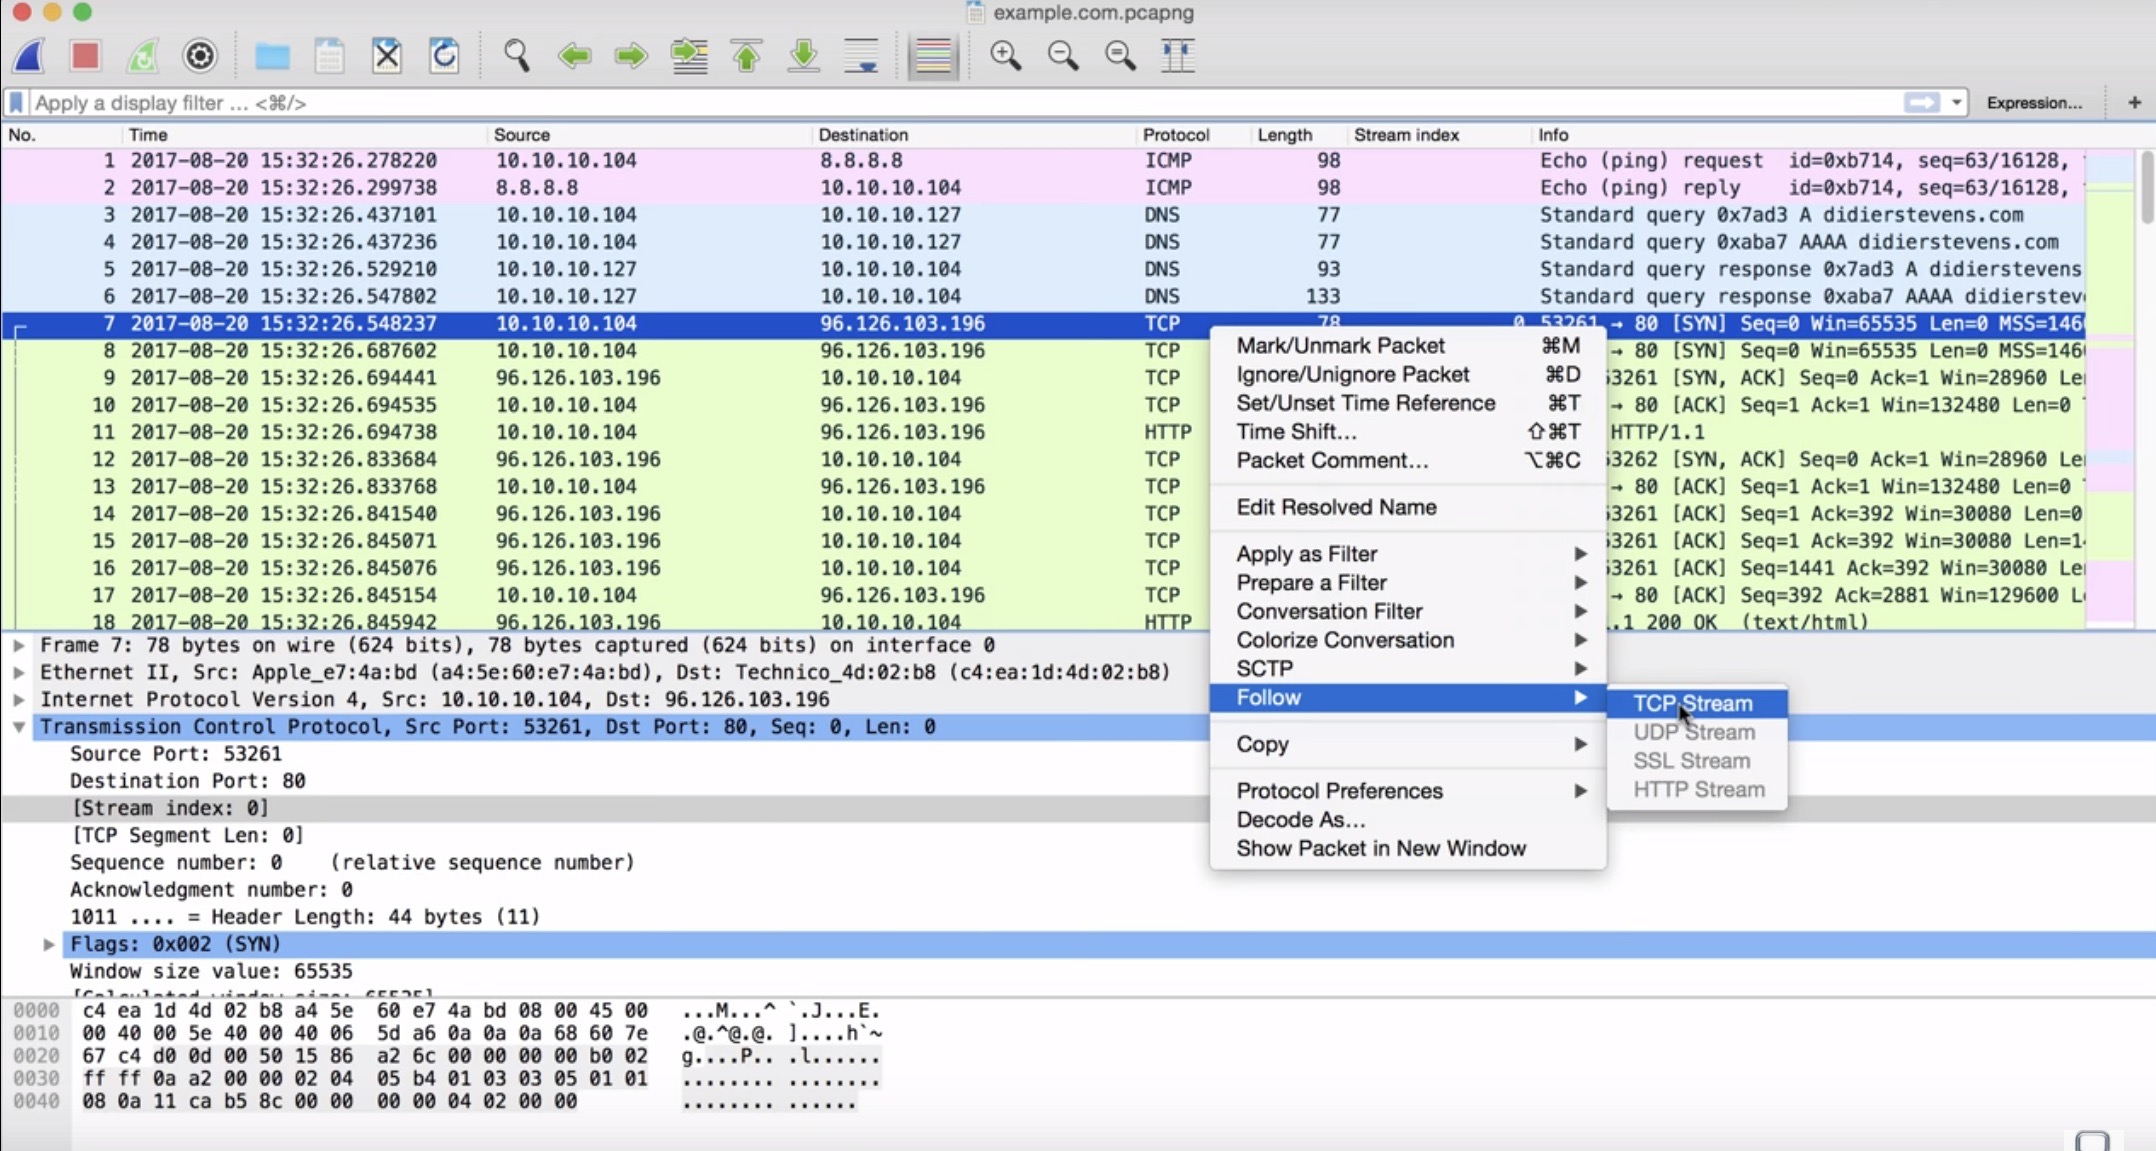 example.com.pcapng
Apply a display filter ... <⌘/>
Expression...
+
No. Time Source Destination Protocol Length Stream index Info
1 2017-08-20 15:32:26.278220 10.10.10.104 8.8.8.8 ICMP 98 Echo (ping) request id=0xb714, seq=63/16128,
2 2017-08-20 15:32:26.299738 8.8.8.8 10.10.10.104 ICMP 98 Echo (ping) reply id=0xb714, seq=63/16128,
3 2017-08-20 15:32:26.437101 10.10.10.104 10.10.10.127 DNS 77 Standard query 0x7ad3 A didierstevens.com
4 2017-08-20 15:32:26.437236 10.10.10.104 10.10.10.127 DNS 77 Standard query 0xaba7 AAAA didierstevens.com
5 2017-08-20 15:32:26.529210 10.10.10.127 10.10.10.104 DNS 93 Standard query response 0x7ad3 A didierstevens
6 2017-08-20 15:32:26.547802 10.10.10.127 10.10.10.104 DNS 133 Standard query response 0xaba7 AAAA didierstev
7 2017-08-20 15:32:26.548237 10.10.10.104 96.126.103.196 TCP 78 0 53261 → 80 [SYN] Seq=0 Win=65535 Len=0 MSS=146
8 2017-08-20 15:32:26.687602 10.10.10.104 96.126.103.196 TCP → 80 [SYN] Seq=0 Win=65535 Len=0 MSS=146
9 2017-08-20 15:32:26.694441 96.126.103.196 10.10.10.104 TCP 3261 [SYN, ACK] Seq=0 Ack=1 Win=28960 Le
10 2017-08-20 15:32:26.694535 10.10.10.104 96.126.103.196 TCP → 80 [ACK] Seq=1 Ack=1 Win=132480 Len=0
11 2017-08-20 15:32:26.694738 10.10.10.104 96.126.103.196 HTTP HTTP/1.1
12 2017-08-20 15:32:26.833684 96.126.103.196 10.10.10.104 TCP 3262 [SYN, ACK] Seq=0 Ack=1 Win=28960 Le
13 2017-08-20 15:32:26.833768 10.10.10.104 96.126.103.196 TCP → 80 [ACK] Seq=1 Ack=1 Win=132480 Len=0
14 2017-08-20 15:32:26.841540 96.126.103.196 10.10.10.104 TCP 3261 [ACK] Seq=1 Ack=392 Win=30080 Len=0
15 2017-08-20 15:32:26.845071 96.126.103.196 10.10.10.104 TCP 3261 [ACK] Seq=1 Ack=392 Win=30080 Len=1
16 2017-08-20 15:32:26.845076 96.126.103.196 10.10.10.104 TCP 3261 [ACK] Seq=1441 Ack=392 Win=30080 Le
17 2017-08-20 15:32:26.845154 10.10.10.104 96.126.103.196 TCP → 80 [ACK] Seq=392 Ack=2881 Win=129600 L
18 2017-08-20 15:32:26.845942 96.126.103.196 10.10.10.104 HTTP .1 200 OK (text/html)
Mark/Unmark Packet ⌘M
Ignore/Unignore Packet ⌘D
Set/Unset Time Reference ⌘T
Time Shift... ⇧⌘T
Packet Comment... ⌥⌘C
Edit Resolved Name
Apply as Filter
Prepare a Filter
Conversation Filter
Colorize Conversation
SCTP
Follow
Copy
Protocol Preferences
Decode As...
Show Packet in New Window
TCP Stream
UDP Stream
SSL Stream
HTTP Stream
Frame 7: 78 bytes on wire (624 bits), 78 bytes captured (624 bits) on interface 0
Ethernet II, Src: Apple_e7:4a:bd (a4:5e:60:e7:4a:bd), Dst: Technico_4d:02:b8 (c4:ea:1d:4d:02:b8)
Internet Protocol Version 4, Src: 10.10.10.104, Dst: 96.126.103.196
Transmission Control Protocol, Src Port: 53261, Dst Port: 80, Seq: 0, Len: 0
Source Port: 53261
Destination Port: 80
[Stream index: 0]
[TCP Segment Len: 0]
Sequence number: 0 (relative sequence number)
Acknowledgment number: 0
1011 .... = Header Length: 44 bytes (11)
Flags: 0x002 (SYN)
Window size value: 65535
[Calculated window size: 65535]
0000 c4 ea 1d 4d 02 b8 a4 5e 60 e7 4a bd 08 00 45 00 ...M...^ `.J...E.
0010 00 40 00 5e 40 00 40 06 5d a6 0a 0a 0a 68 60 7e .@.^@.@. ]....h`~
0020 67 c4 d0 0d 00 50 15 86 a2 6c 00 00 00 00 b0 02 g....P.. .l......
0030 ff ff 0a a2 00 00 02 04 05 b4 01 03 03 05 01 01 ........ ........
0040 08 0a 11 ca b5 8c 00 00 00 00 04 02 00 00 ........ ......